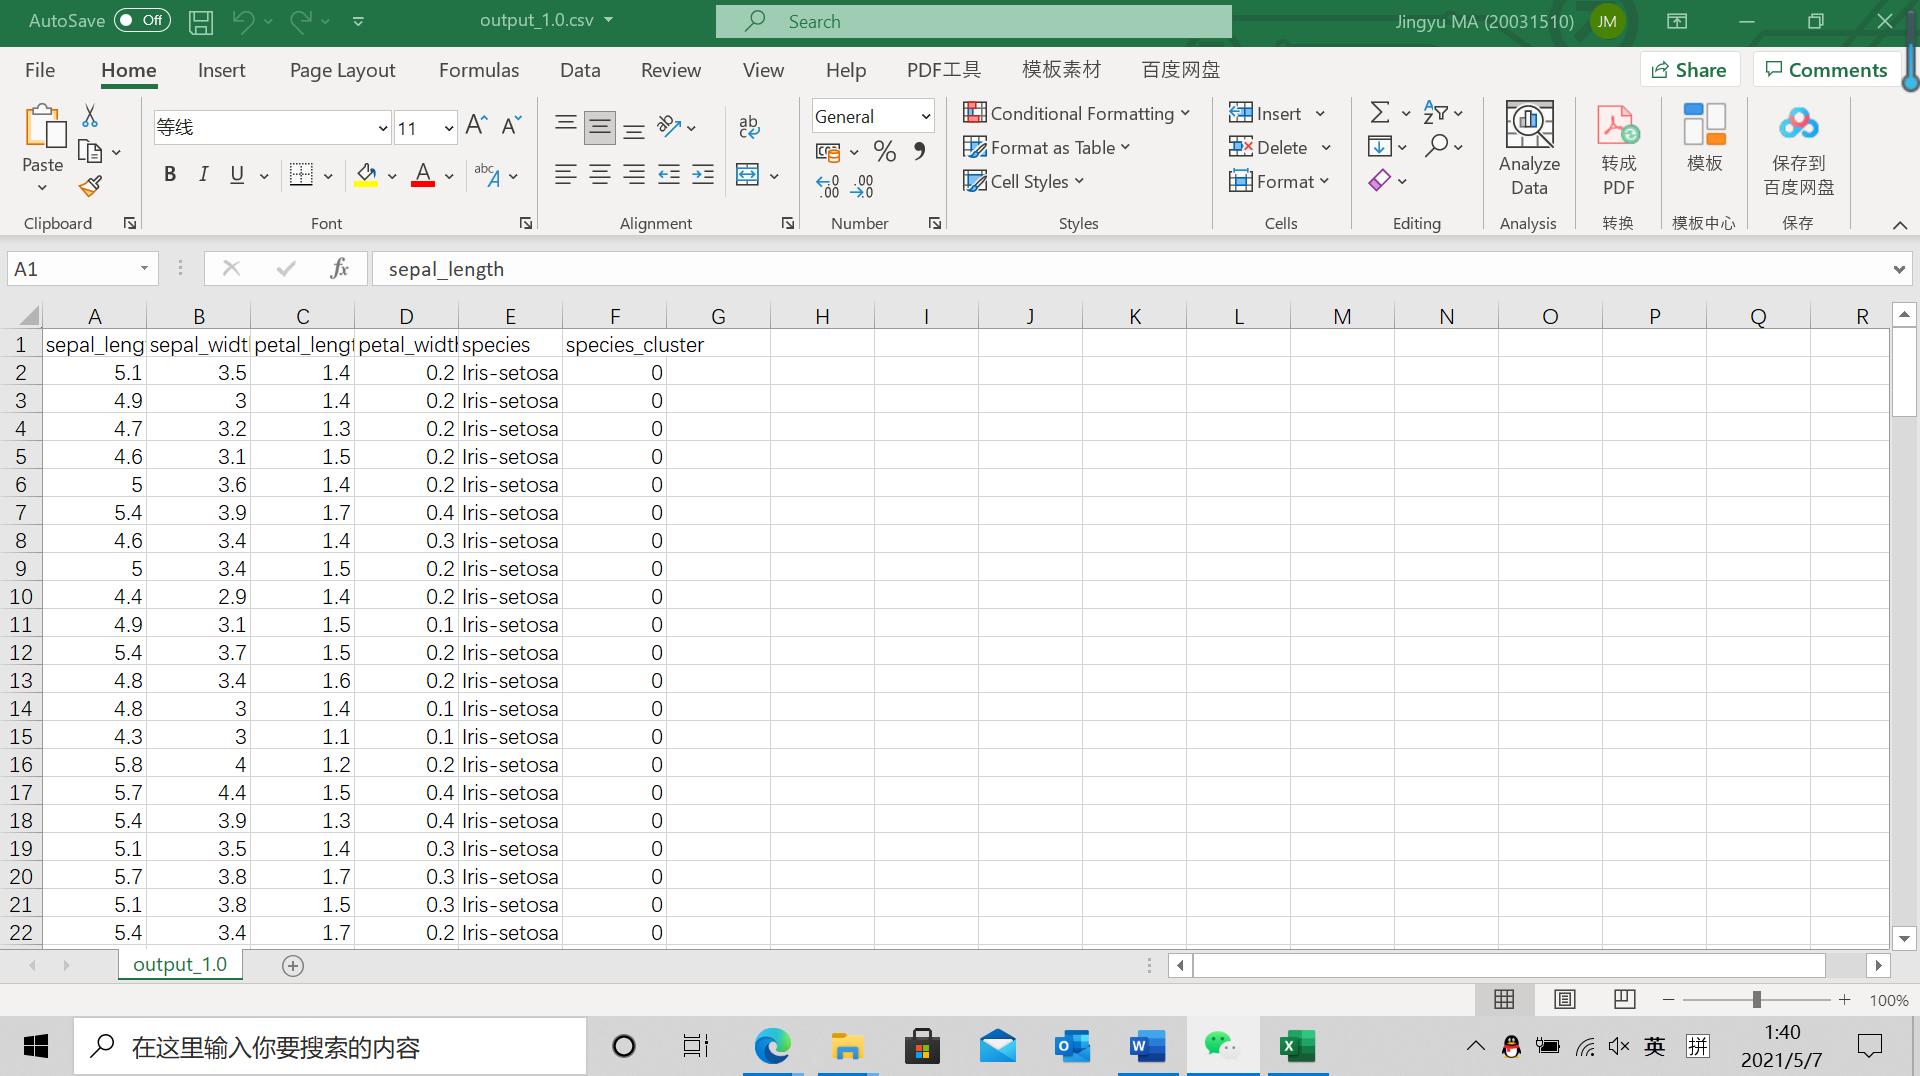 AutoSave Off output_1.0.csv Search Jingyu MA (20031510) JM
File Home Insert Page Layout Formulas Data Review View Help PDF工具 模板素材 百度网盘 Share Comments
Paste 等线 11 General Conditional Formatting Insert Analyze Data 转成 PDF 模板 保存到 百度网盘
B I U A abc A ab % Format as Table Delete
Cell Styles Format
Clipboard Font Alignment Number Styles Cells Editing Analysis 转换 模板中心 保存
A1 fx sepal_length
A B C D E F G H I J K L M N O P Q R
1 sepal_leng sepal_widt petal_lengt petal_width species species_cluster
2 5.1 3.5 1.4 0.2 Iris-setosa 0
3 4.9 3 1.4 0.2 Iris-setosa 0
4 4.7 3.2 1.3 0.2 Iris-setosa 0
5 4.6 3.1 1.5 0.2 Iris-setosa 0
6 5 3.6 1.4 0.2 Iris-setosa 0
7 5.4 3.9 1.7 0.4 Iris-setosa 0
8 4.6 3.4 1.4 0.3 Iris-setosa 0
9 5 3.4 1.5 0.2 Iris-setosa 0
10 4.4 2.9 1.4 0.2 Iris-setosa 0
11 4.9 3.1 1.5 0.1 Iris-setosa 0
12 5.4 3.7 1.5 0.2 Iris-setosa 0
13 4.8 3.4 1.6 0.2 Iris-setosa 0
14 4.8 3 1.4 0.1 Iris-setosa 0
15 4.3 3 1.1 0.1 Iris-setosa 0
16 5.8 4 1.2 0.2 Iris-setosa 0
17 5.7 4.4 1.5 0.4 Iris-setosa 0
18 5.4 3.9 1.3 0.4 Iris-setosa 0
19 5.1 3.5 1.4 0.3 Iris-setosa 0
20 5.7 3.8 1.7 0.3 Iris-setosa 0
21 5.1 3.8 1.5 0.3 Iris-setosa 0
22 5.4 3.4 1.7 0.2 Iris-setosa 0
output_1.0
100%
在这里输入你要搜索的内容 英 拼 1:40
2021/5/7